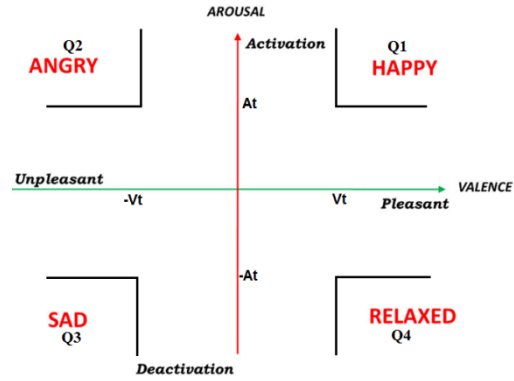 AROUSAL
Q2
ANGRY
Activation
Q1
HAPPY
At
Unpleasant
-Vt
Vt
Pleasant
VALENCE
-At
SAD
Q3
RELAXED
Q4
Deactivation